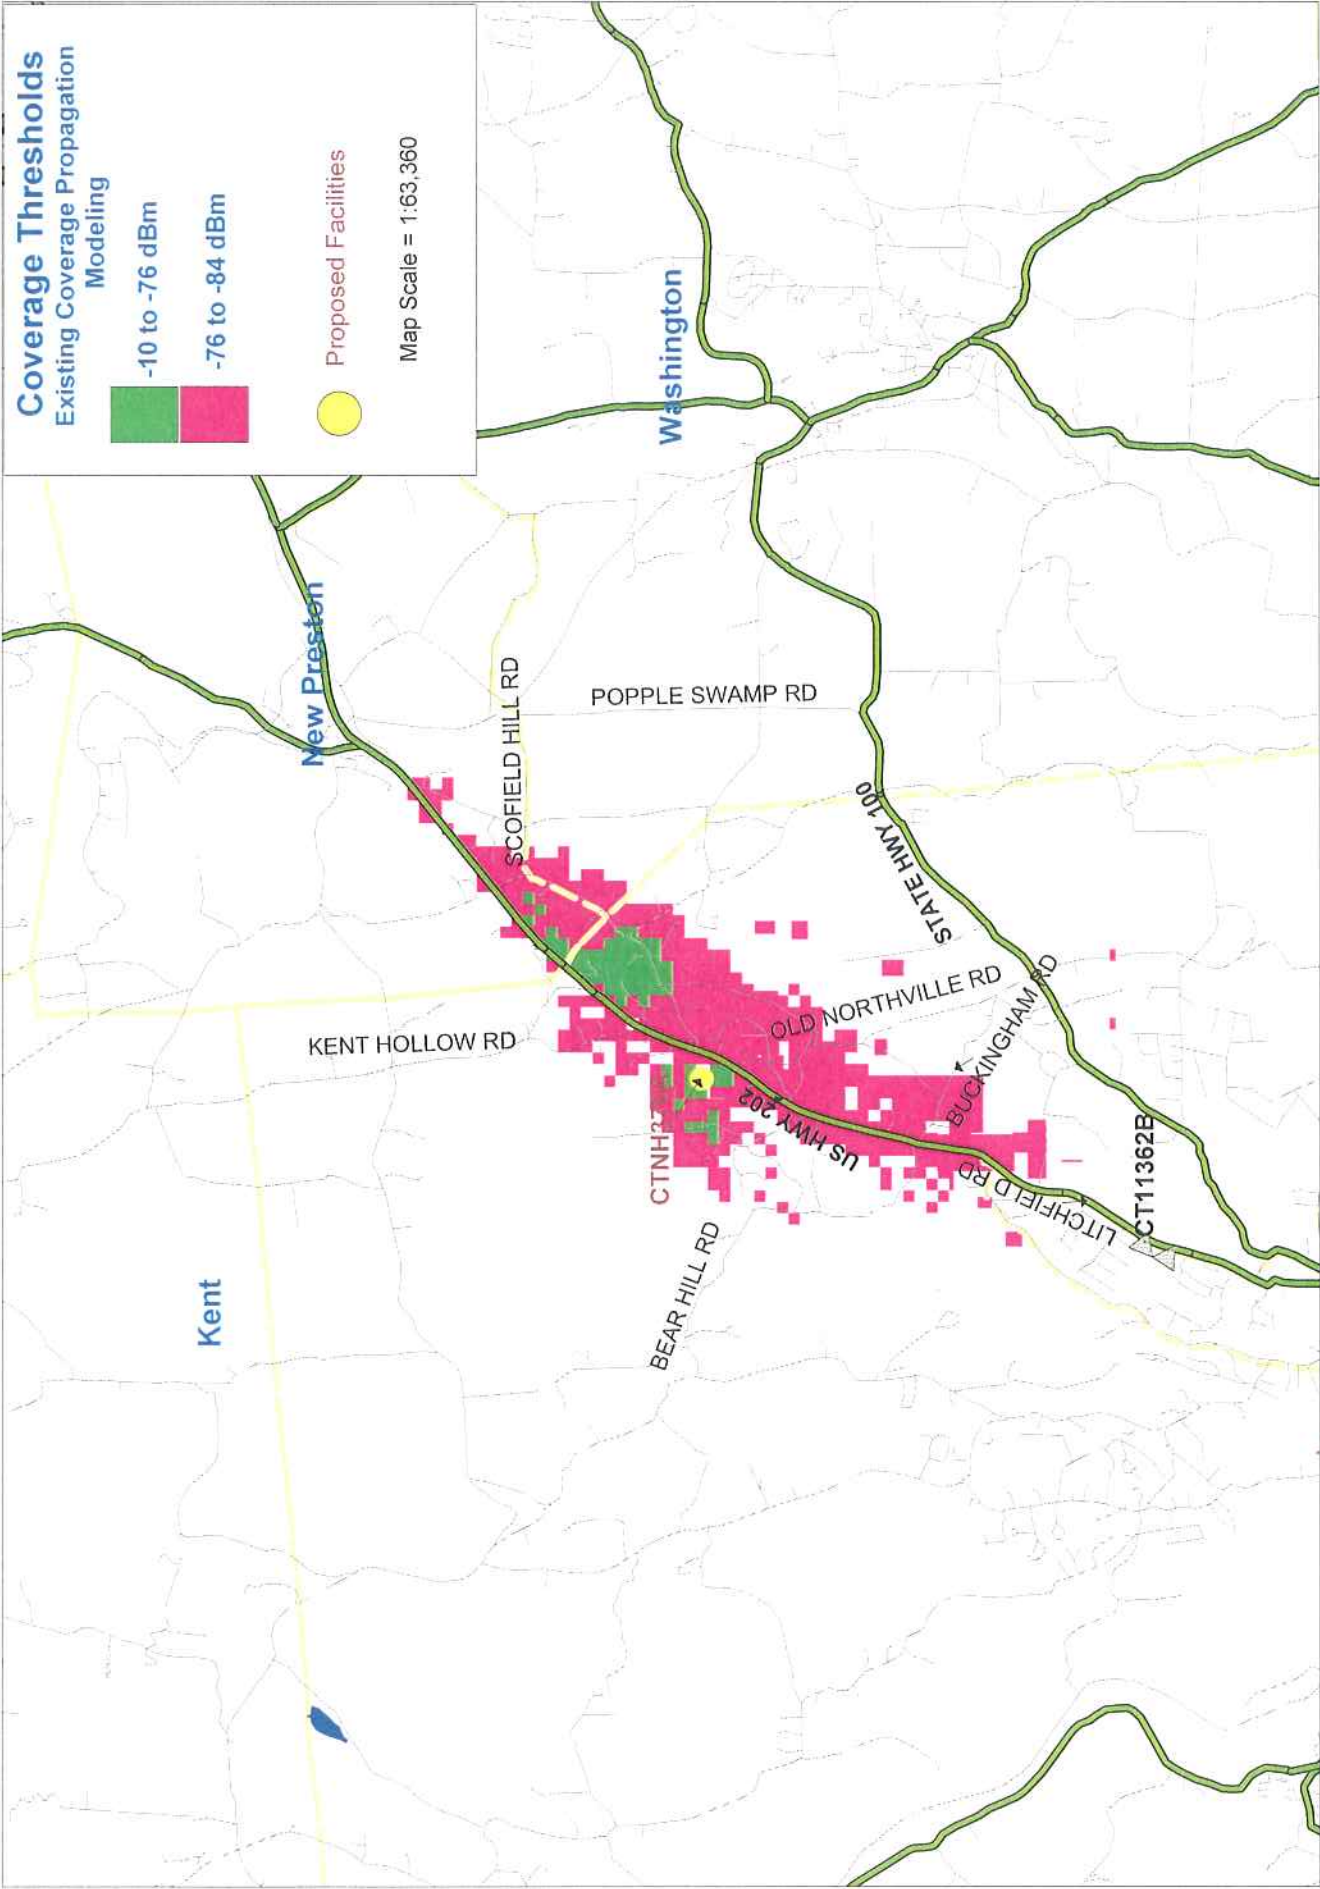 Coverage Thresholds
Existing Coverage Propagation
Modeling
-10 to -76 dBm
-76 to -84 dBm
Proposed Facilities
Map Scale = 1:63,360
Kent
New Preston
Washington
KENT HOLLOW RD
SCOFIELD HILL RD
POPPLE SWAMP RD
BEAR HILL RD
US HWY 202
OLD NORTHVILLE RD
STATE HWY 100
BUCKINGHAM RD
LITCHFIELD RD
CT11362B